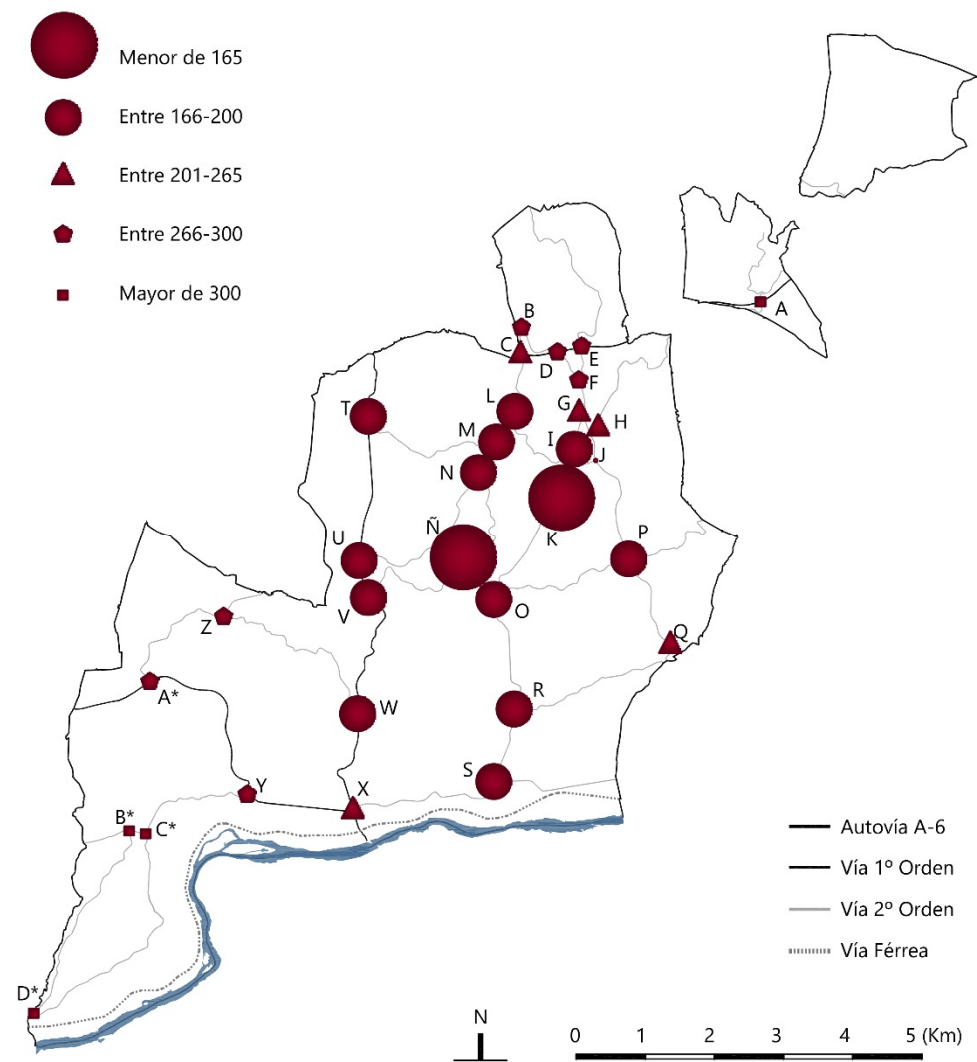 Menor de 165
Entre 166-200
Entre 201-265
Entre 266-300
Mayor de 300
A
B
C
D
E
F
G
H
I
J
K
L
M
N
Ñ
O
P
Q
R
S
T
U
V
W
X
Y
Z
A*
B*
C*
D*
Autovía A-6
Vía 1º Orden
Vía 2º Orden
Vía Férrea
N
0 1 2 3 4 5 (Km)